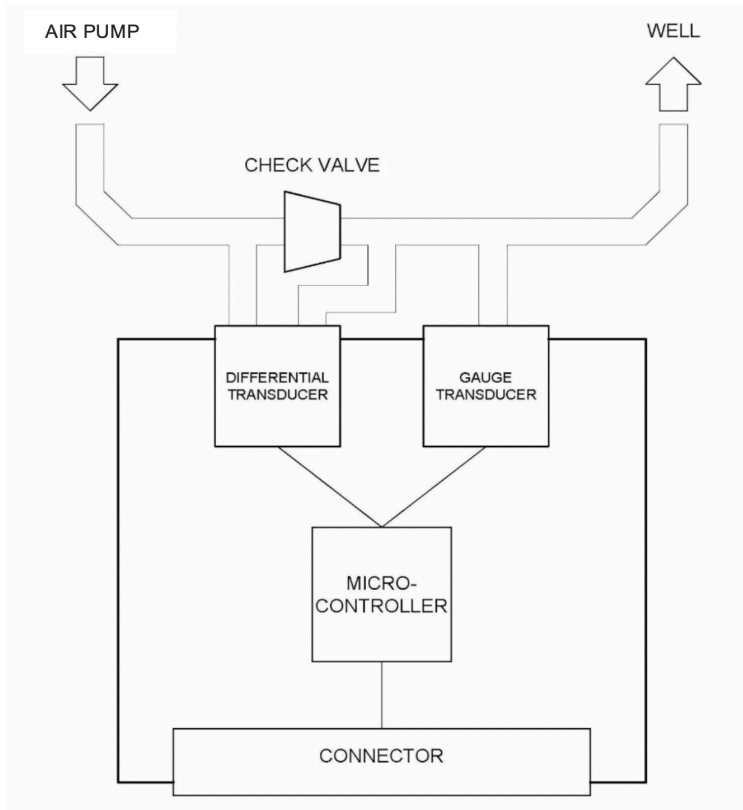 AIR PUMP
WELL
CHECK VALVE
DIFFERENTIAL
TRANSDUCER
GAUGE
TRANSDUCER
MICRO-
CONTROLLER
CONNECTOR